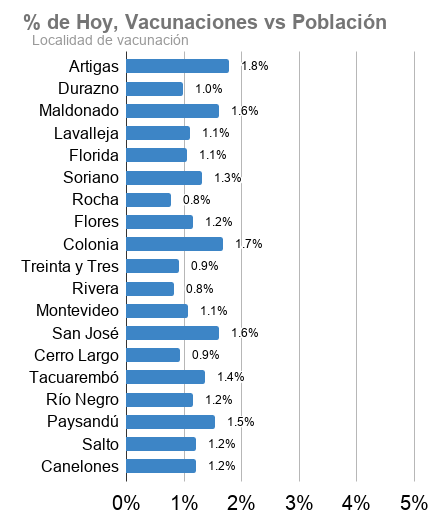 % de Hoy, Vacunaciones vs Población
Localidad de vacunación
Artigas 1.8%
Durazno 1.0%
Maldonado 1.6%
Lavalleja 1.1%
Florida 1.1%
Soriano 1.3%
Rocha 0.8%
Flores 1.2%
Colonia 1.7%
Treinta y Tres 0.9%
Rivera 0.8%
Montevideo 1.1%
San José 1.6%
Cerro Largo 0.9%
Tacuarembó 1.4%
Río Negro 1.2%
Paysandú 1.5%
Salto 1.2%
Canelones 1.2%
0% 1% 2% 3% 4% 5%